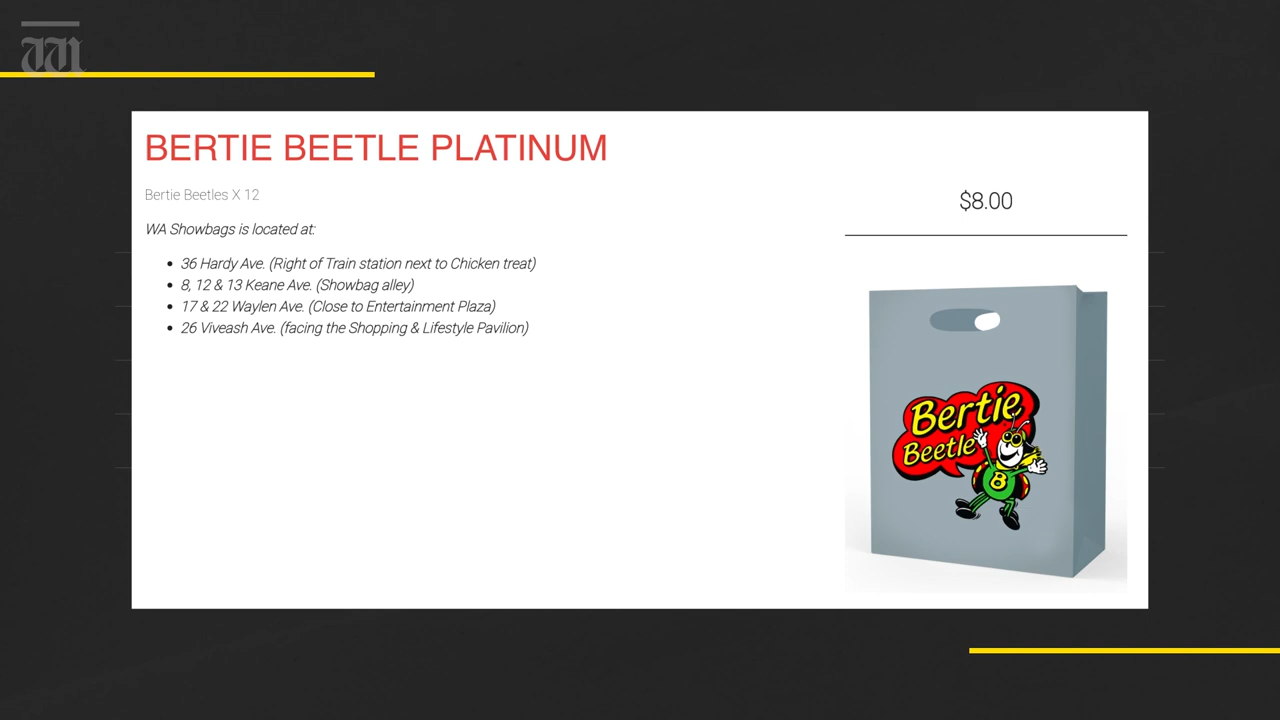 W
BERTIE BEETLE PLATINUM
Bertie Beetles X 12
$8.00
WA Showbags is located at:
36 Hardy Ave. (Right of Train station next to Chicken treat)
8, 12 & 13 Keane Ave. (Showbag alley)
17 & 22 Waylen Ave. (Close to Entertainment Plaza)
26 Viveash Ave. (facing the Shopping & Lifestyle Pavilion)
Bertie
Beetle
B